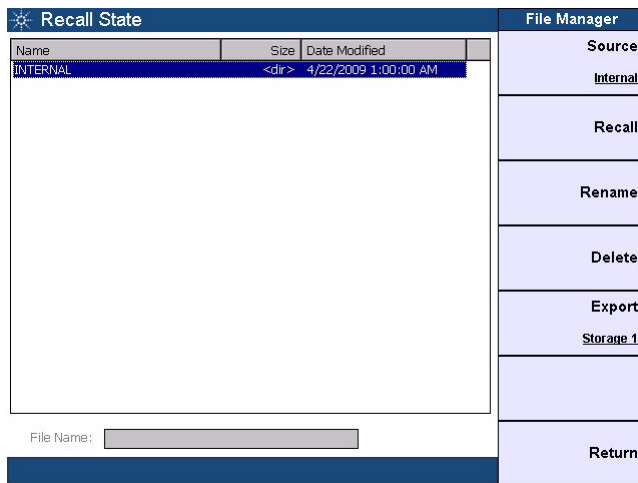 Recall State
File Manager
Name Size Date Modified
INTERNAL <dir> 4/22/2009 1:00:00 AM
File Name:
Source
Internal
Recall
Rename
Delete
Export
Storage 1
Return